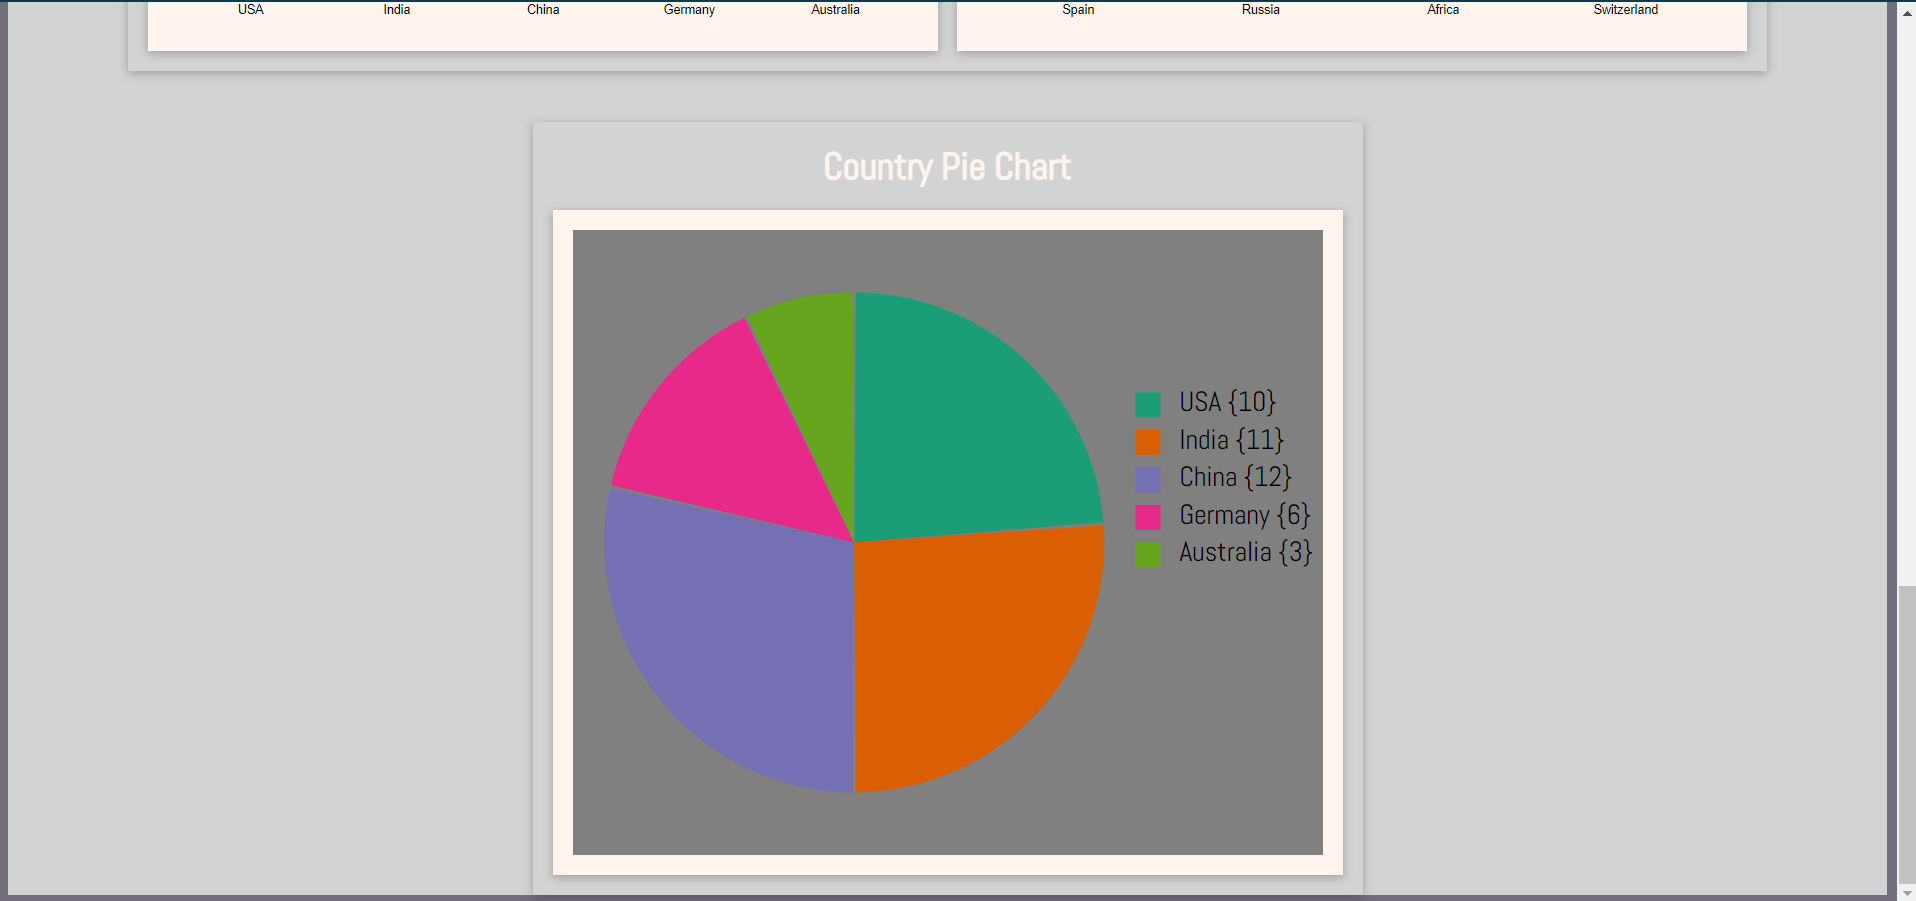 USA India China Germany Australia Spain Russia Africa Switzerland
Country Pie Chart
USA {10}
India {11}
China {12}
Germany {6}
Australia {3}